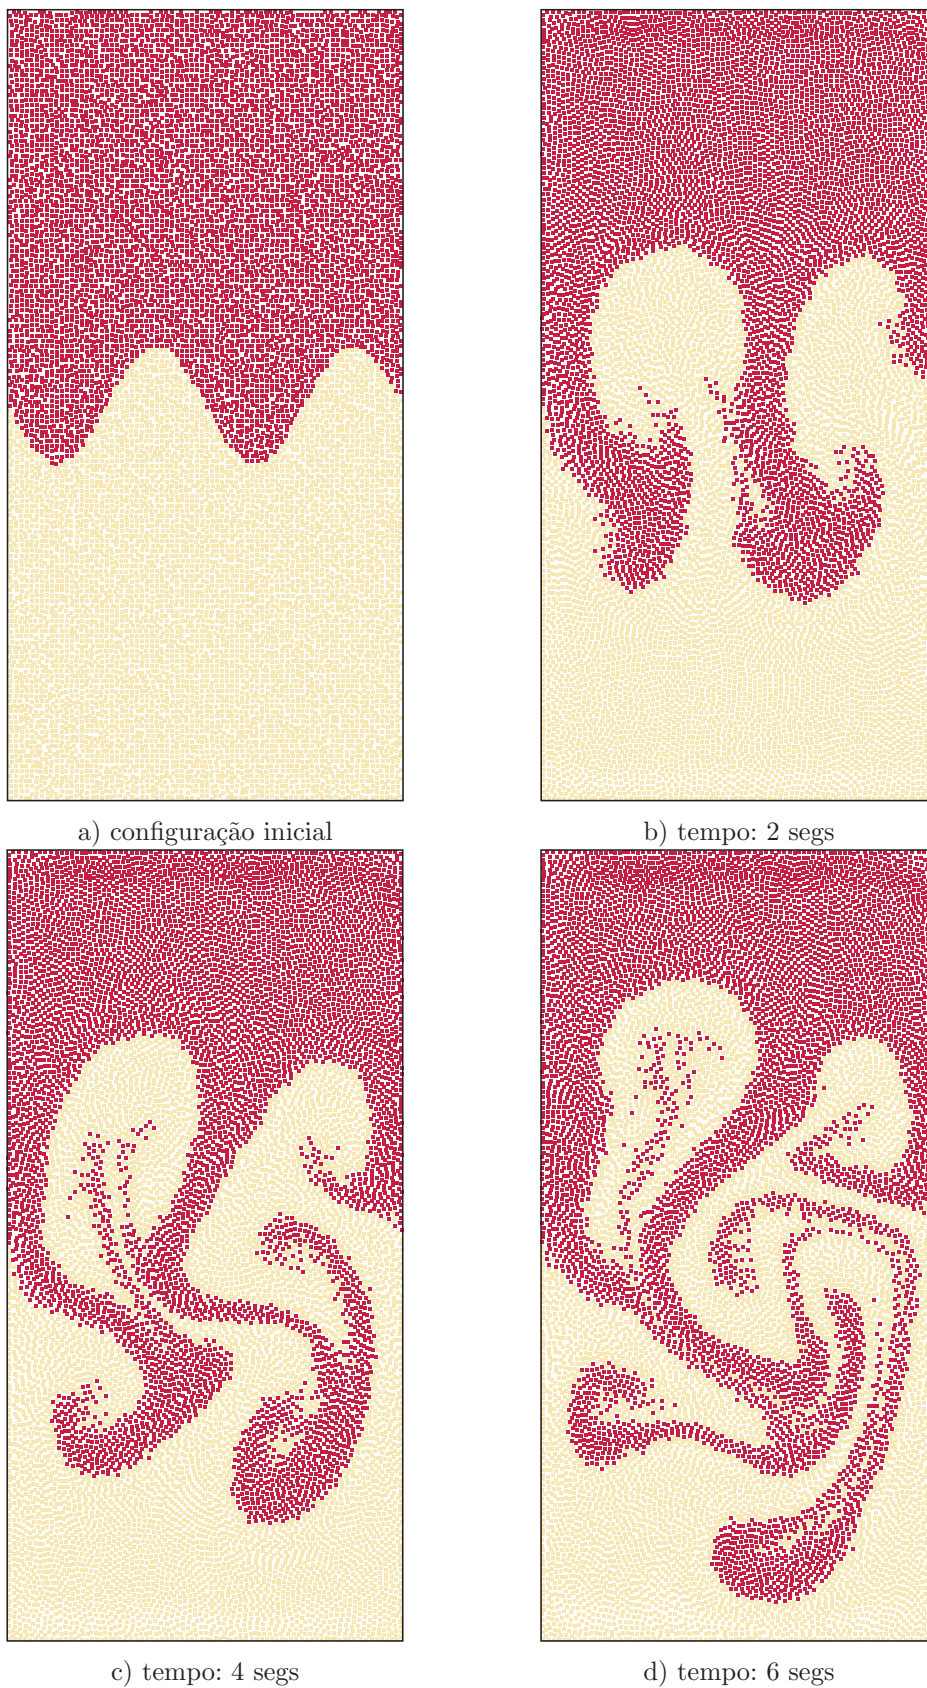 a) configuração inicial
b) tempo: 2 segs
c) tempo: 4 segs
d) tempo: 6 segs